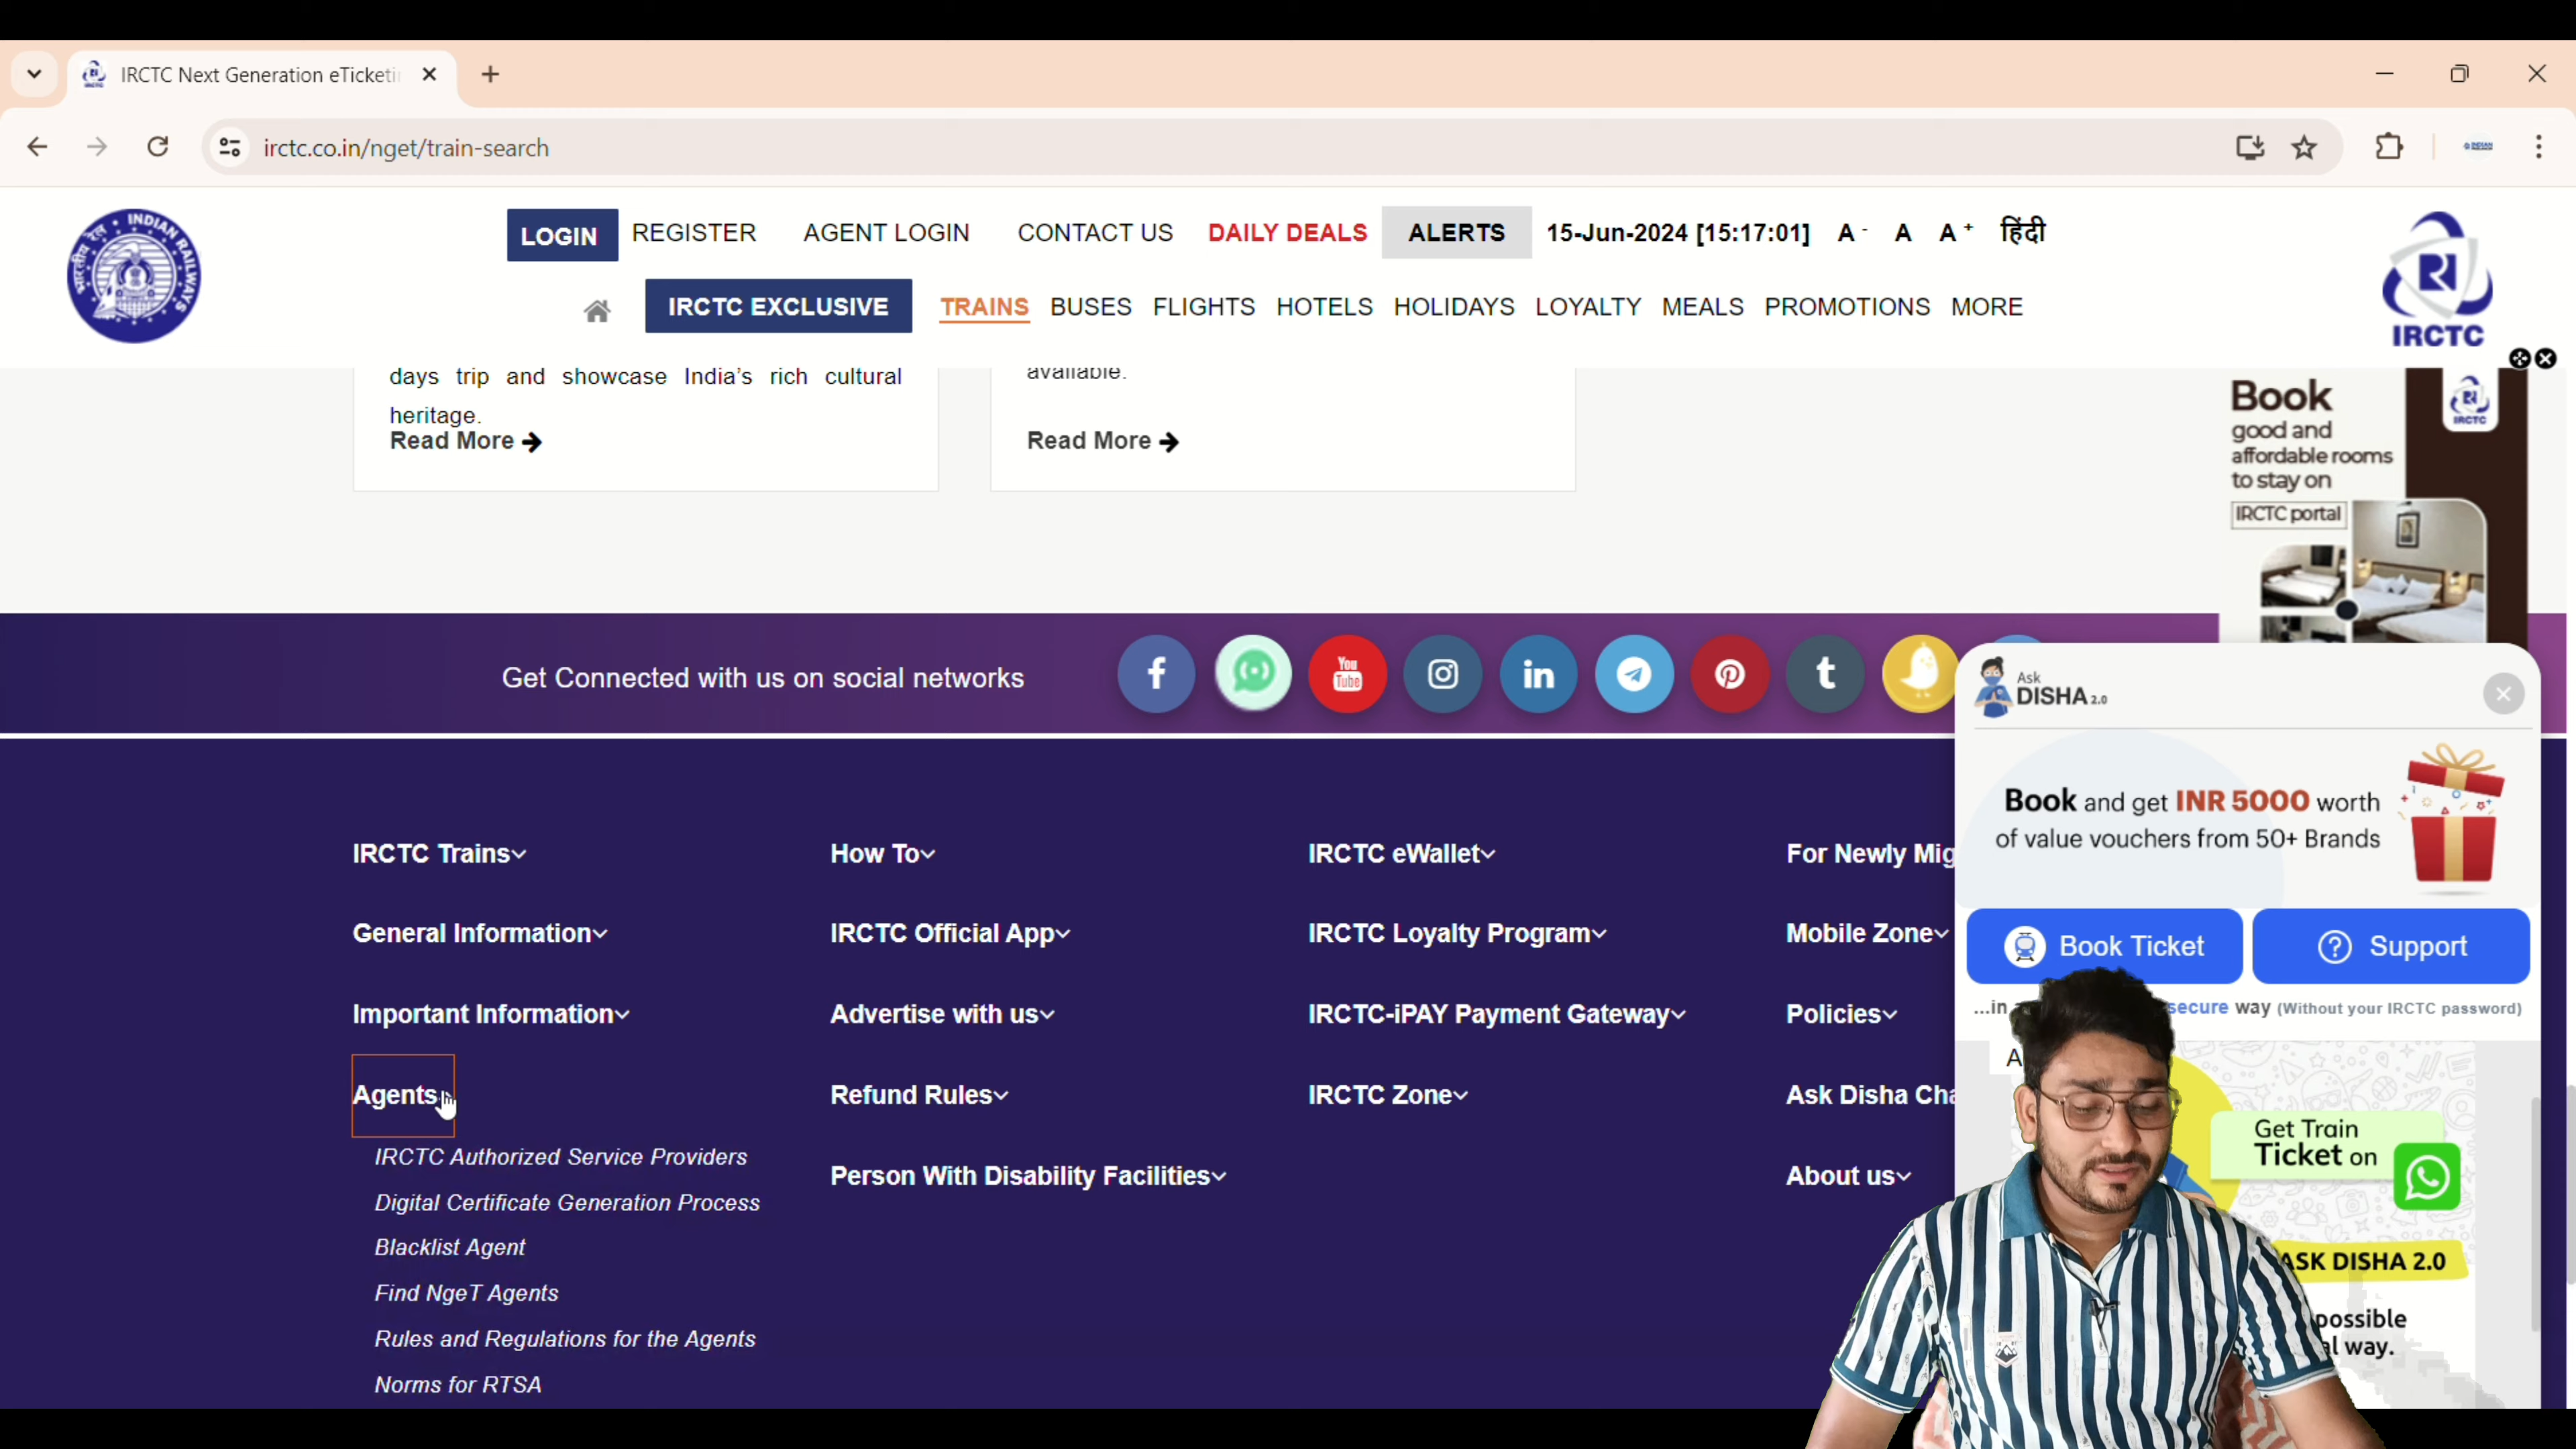 IRCTC Next Generation eTicketi
irctc.co.in/nget/train-search
LOGIN REGISTER AGENT LOGIN CONTACT US DAILY DEALS ALERTS 15-Jun-2024 [15:17:01] A- A A+ हिंदी
IRCTC EXCLUSIVE TRAINS BUSES FLIGHTS HOTELS HOLIDAYS LOYALTY MEALS PROMOTIONS MORE
INDIAN RAILWAYS
भारतीय रेल
IRCTC
days trip and showcase India's rich cultural
heritage.
Read More
available.
Read More
Book
good and
affordable rooms
to stay on
IRCTC portal
IRCTC
Get Connected with us on social networks
You
Tube
Ask
DISHA 2.0
Book and get INR 5000 worth
of value vouchers from 50+ Brands
Book Ticket
Support
...in
secure way (Without your IRCTC password)
A
Get Train
Ticket on
ASK DISHA 2.0
possible
al way.
IRCTC Trains
General Information
Important Information
Agents
IRCTC Authorized Service Providers
Digital Certificate Generation Process
Blacklist Agent
Find NgeT Agents
Rules and Regulations for the Agents
Norms for RTSA
How To
IRCTC Official App
Advertise with us
Refund Rules
Person With Disability Facilities
IRCTC eWallet
IRCTC Loyalty Program
IRCTC-iPAY Payment Gateway
IRCTC Zone
For Newly Mig
Mobile Zone
Policies
Ask Disha Cha
About us